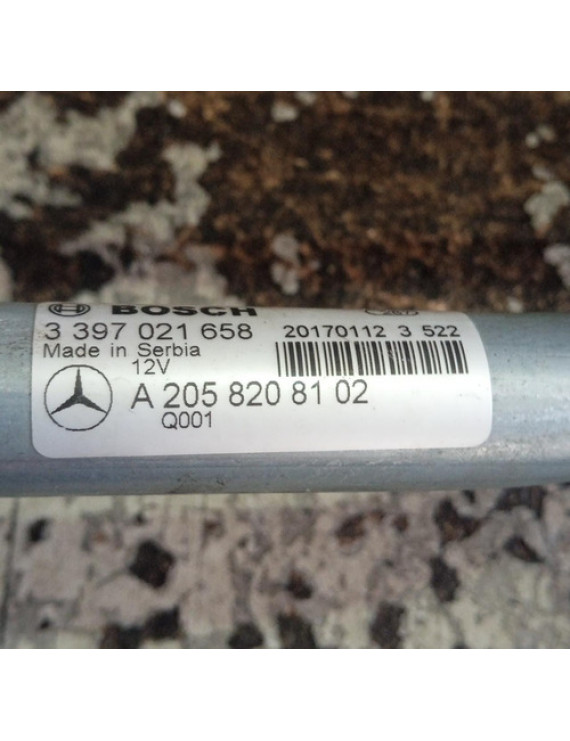 BOSCH
3 397 021 658
20170112 3 522
Made in Serbia
12V
A 205 820 81 02
Q001